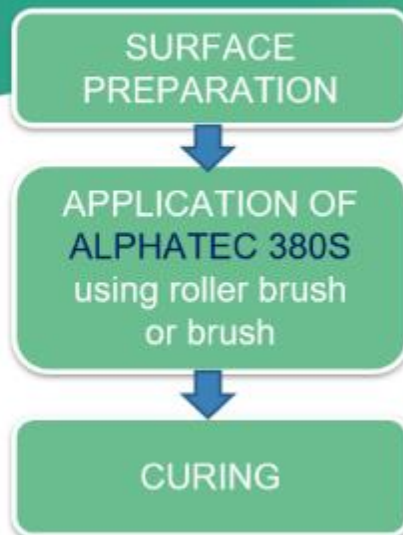 SURFACE
PREPARATION
APPLICATION OF
ALPHATEC 380S
using roller brush
or brush
CURING